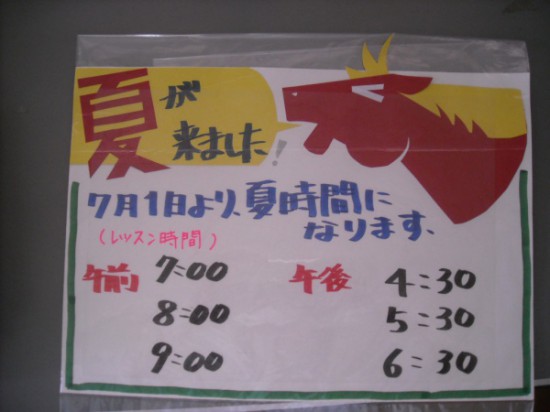 夏が
来ました!
7月1日より、夏時間に
なります、
(レッスン時間)
午前 7:00 午後 4:30
8:00 5:30
9:00 6:30